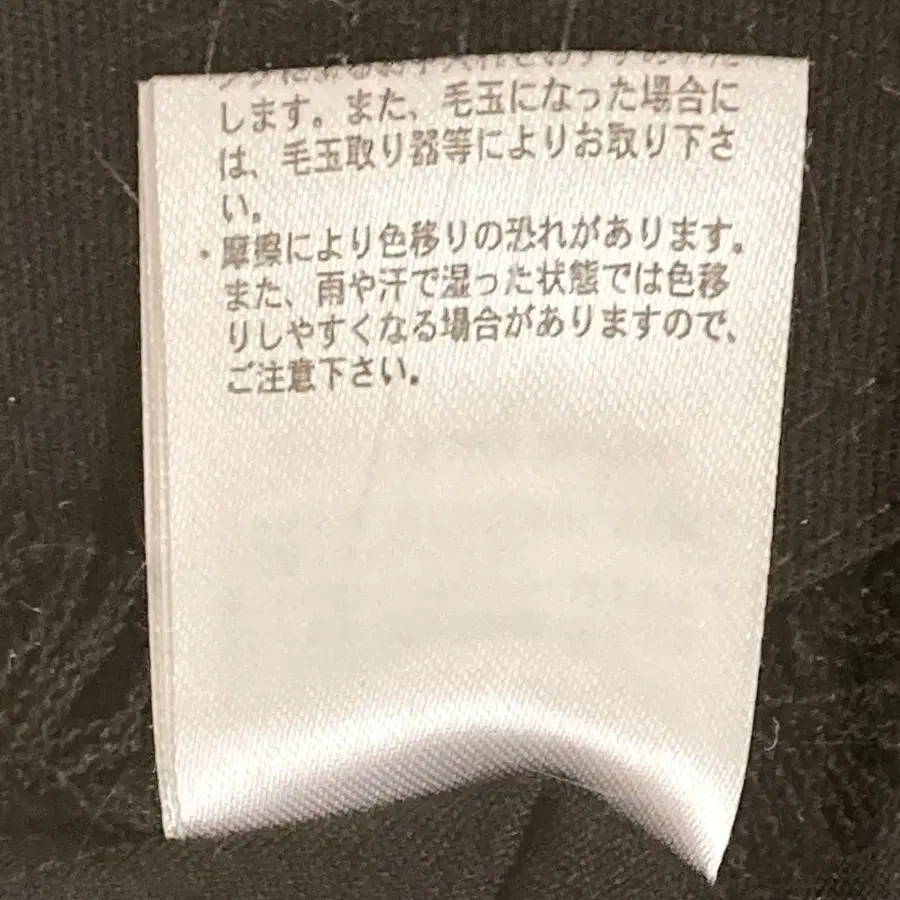 します。また、毛玉になった場合に
は、毛玉取り器等によりお取り下さ
い。
・摩擦により色移りの恐れがあります。
また、雨や汗で湿った状態では色移
りしやすくなる場合がありますので、
ご注意下さい。